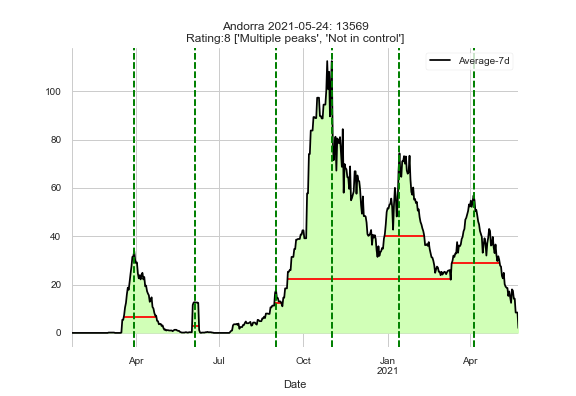 Andorra 2021-05-24: 13569
Rating:8 ['Multiple peaks', 'Not in control']
Average-7d
100
80
60
40
20
0
Apr Jul Oct Jan Apr
2021
Date